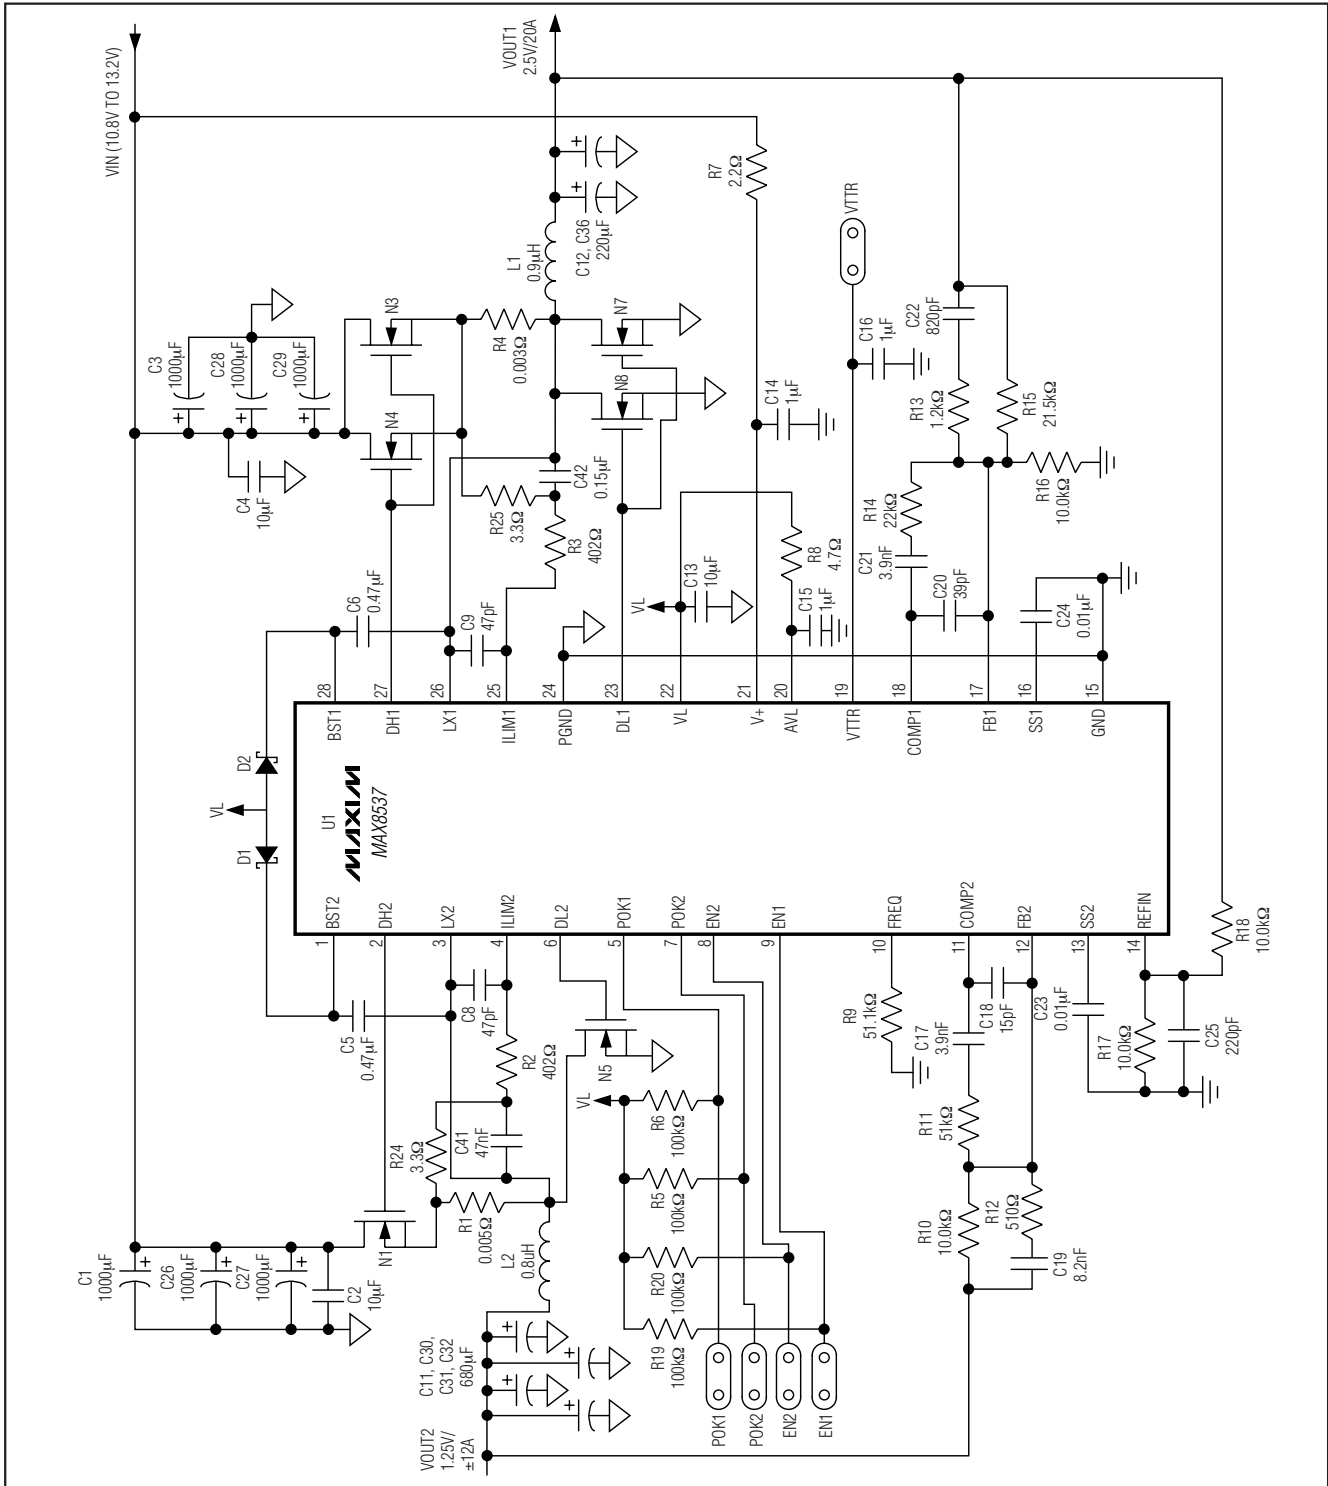 VIN (10.8V TO 13.2V)
VOUT1
2.5V/20A
C3
1000µF
C28
1000µF
C29
1000µF
C4
10µF
N3
N4
R4
0.003Ω
L1
0.9µH
C12, C36
220µF
N7
N8
R7
2.2Ω
R25
3.3Ω
R3
402Ω
C42
0.15µF
C6
0.47µF
C9
47pF
VL
C13
10µF
R8
4.7Ω
C15
1µF
C14
1µF
VTTR
C16
1µF
C22
820pF
R13
1.2kΩ
R15
21.5kΩ
R14
22kΩ
C21
3.9nF
C20
39pF
R16
10.0kΩ
C24
0.01µF
28
27
26
25
24
23
22
21
20
19
18
17
16
15
BST1
DH1
LX1
ILIM1
PGND
DL1
VL
V+
AVL
VTTR
COMP1
FB1
SS1
GND
D2
VL
D1
U1
MAXIM
MAX8537
BST2
DH2
LX2
ILIM2
DL2
POK1
POK2
EN2
EN1
FREQ
COMP2
FB2
SS2
REFIN
1
2
3
4
6
5
7
8
9
10
11
12
13
14
C5
0.47µF
C8
47pF
R2
402Ω
N5
R24
3.3Ω
C41
47nF
R1
0.005Ω
N1
L2
0.8uH
C1
1000µF
C26
1000µF
C27
1000µF
C2
10µF
C11, C30,
C31, C32
680µF
VOUT2
1.25V/
±12A
VL
R6
100kΩ
R5
100kΩ
R20
100kΩ
R19
100kΩ
POK1
POK2
EN2
EN1
R9
51.1kΩ
C17
3.9nF
C18
15pF
C23
0.01µF
R17
10.0kΩ
C25
220pF
R18
10.0kΩ
R11
51kΩ
R10
10.0kΩ
R12
510Ω
C19
8.2nF